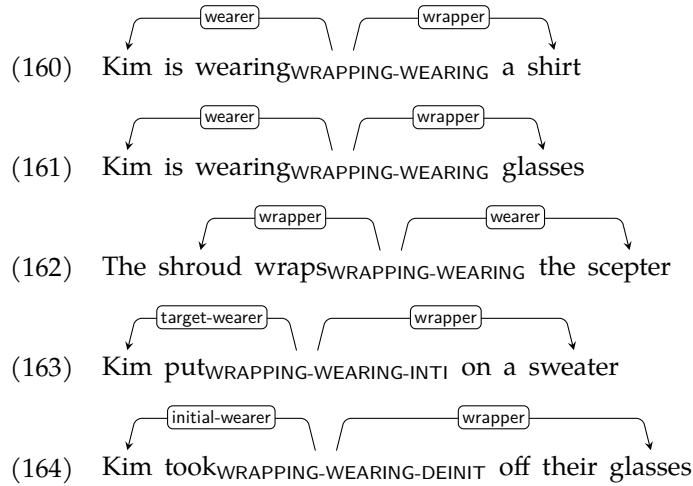 wearer wrapper
(160) Kim is wearingWRAPPING-WEARING a shirt
wearer wrapper
(161) Kim is wearingWRAPPING-WEARING glasses
wrapper wearer
(162) The shroud wrapsWRAPPING-WEARING the scepter
target-wearer wrapper
(163) Kim putWRAPPING-WEARING-INTI on a sweater
initial-wearer wrapper
(164) Kim tookWRAPPING-WEARING-DEINIT off their glasses